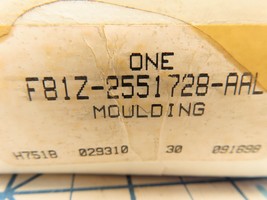 ONE
F81Z-2551728-AAL
MOULDING
H751B 029310 30 091698